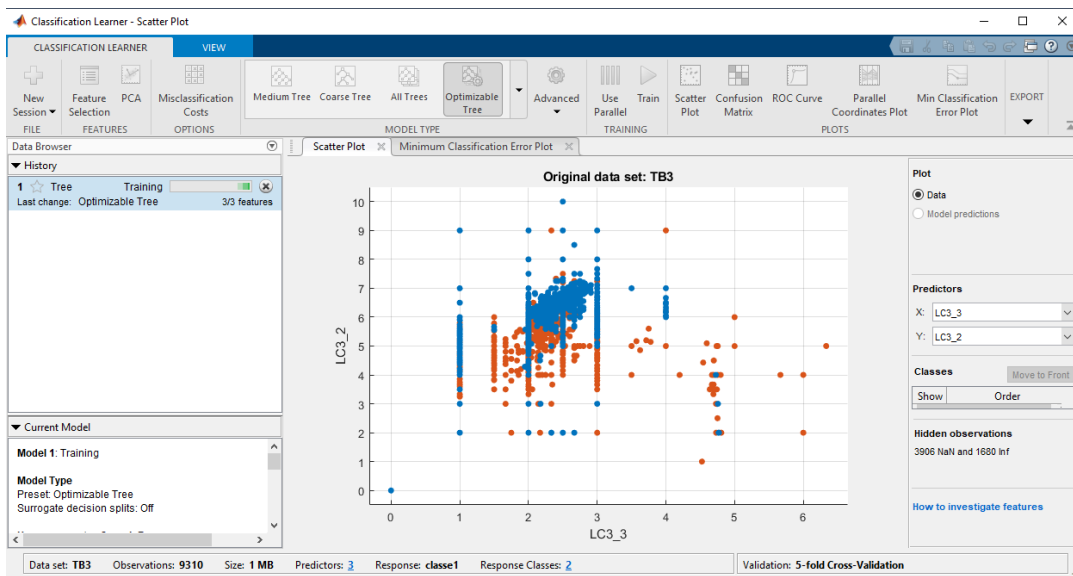 Classification Learner - Scatter Plot
CLASSIFICATION LEARNER
VIEW
New Session
Feature Selection
PCA
Misclassification Costs
Medium Tree
Coarse Tree
All Trees
Optimizable Tree
Advanced
Use Parallel
Train
Scatter Plot
Confusion Matrix
ROC Curve
Parallel Coordinates Plot
Min Classification Error Plot
EXPORT
FILE
FEATURES
OPTIONS
MODEL TYPE
TRAINING
PLOTS
Data Browser
History
1 Tree Training
Last change: Optimizable Tree 3/3 features
Current Model
Model 1: Training
Model Type
Preset: Optimizable Tree
Surrogate decision splits: Off
Scatter Plot
Minimum Classification Error Plot
Original data set: TB3
10
9
8
7
6
5
4
3
2
1
0
LC3_2
0 1 2 3 4 5 6
LC3_3
Plot
Data
Model predictions
Predictors
X: LC3_3
Y: LC3_2
Classes
Move to Front
Show Order
Hidden observations
3906 NaN and 1680 Inf
How to investigate features
Data set: TB3 Observations: 9310 Size: 1 MB Predictors: 3 Response: classe1 Response Classes: 2 Validation: 5-fold Cross-Validation